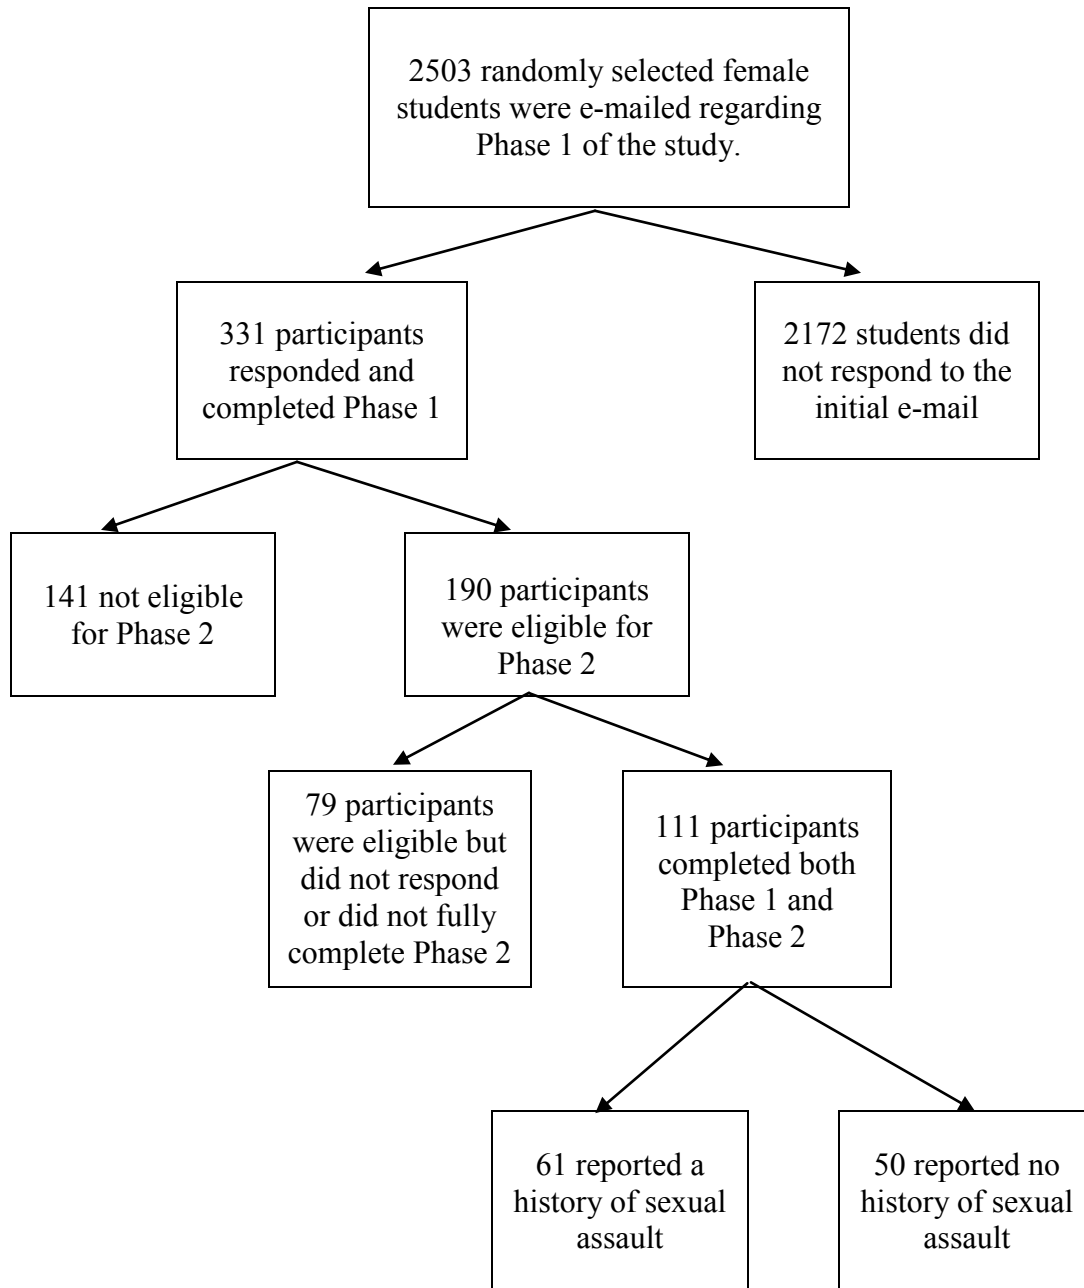 2503 randomly selected female
students were e-mailed regarding
Phase 1 of the study.
331 participants
responded and
completed Phase 1
2172 students did
not respond to the
initial e-mail
141 not eligible
for Phase 2
190 participants
were eligible for
Phase 2
79 participants
were eligible but
did not respond
or did not fully
complete Phase 2
111 participants
completed both
Phase 1 and
Phase 2
61 reported a
history of sexual
assault
50 reported no
history of sexual
assault